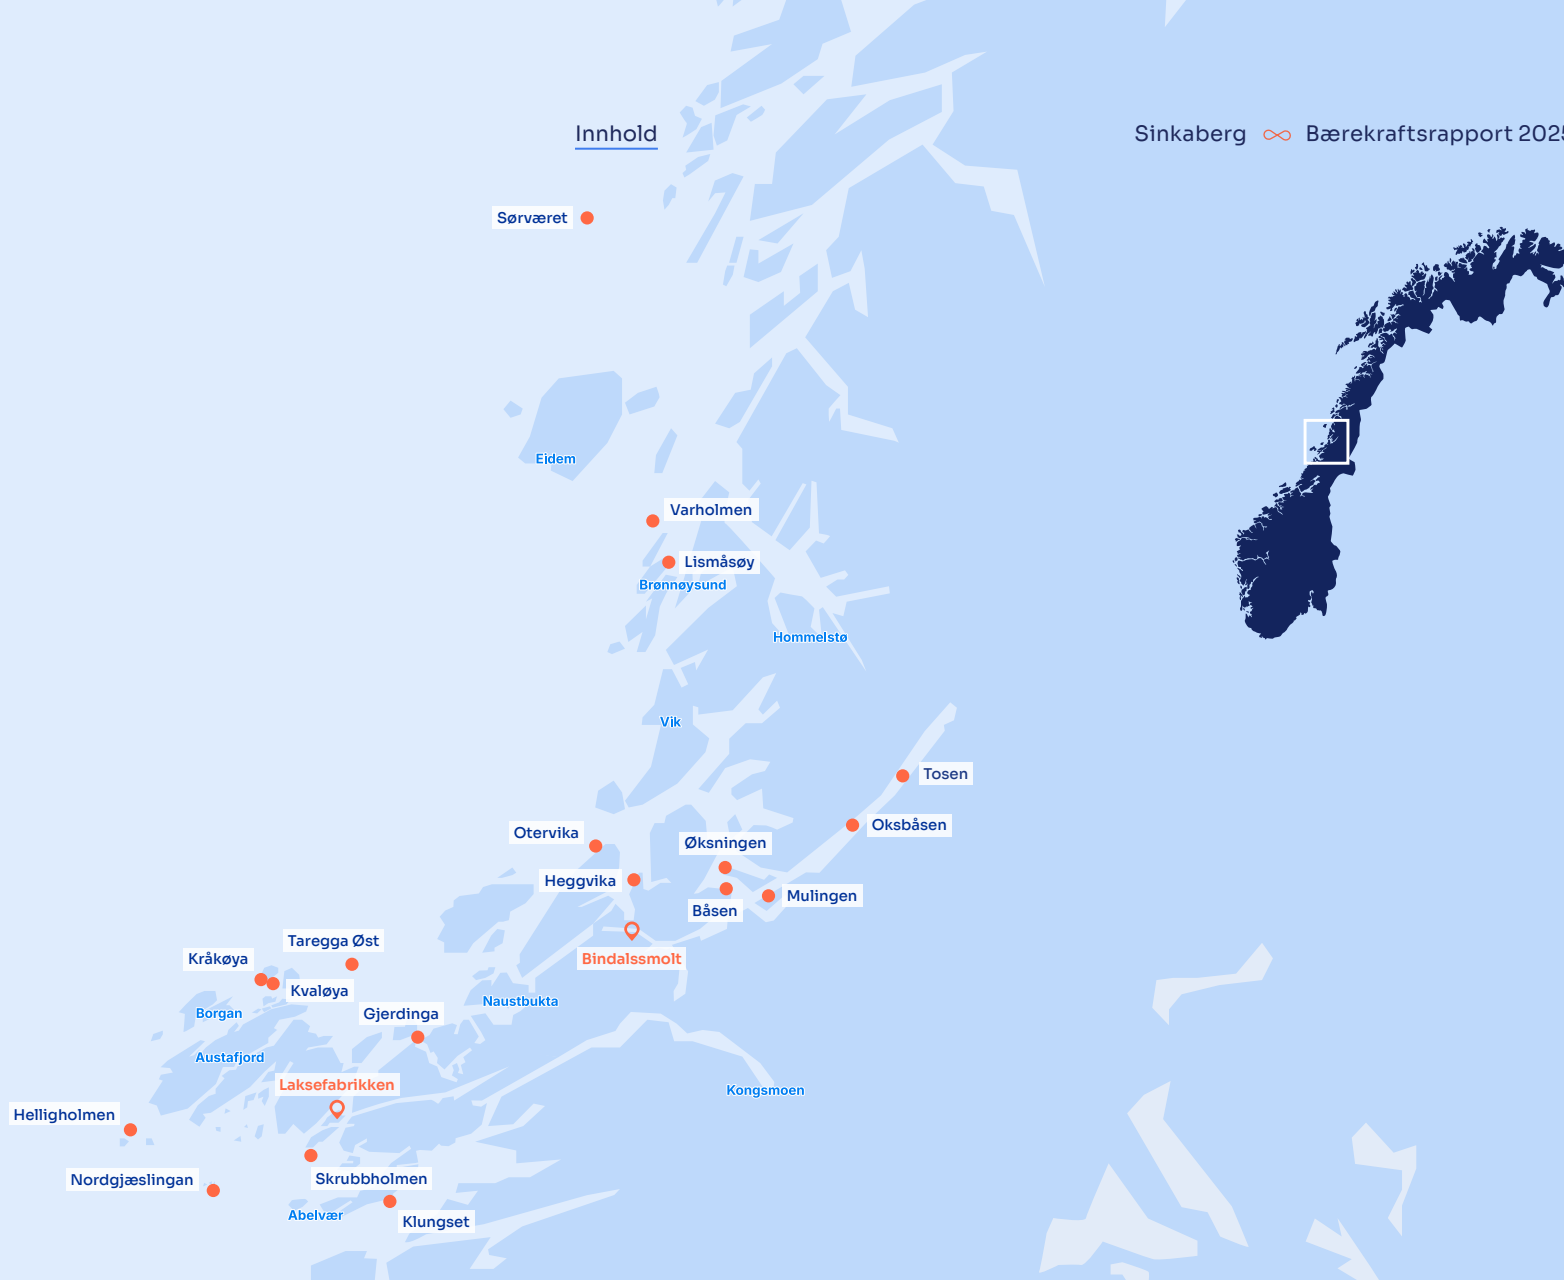 Innhold
Sinkaberg
Bærekraftsrapport 2025
Sørværet
Eidem
Varholmen
Lismåsøy
Brønnøysund
Hommelstø
Vik
Tosen
Oksbåsen
Otervika
Øksningen
Heggvika
Mulingen
Båsen
Taregga Øst
Kråkøya
Bindalssmolt
Kvaløya
Naustbukta
Borgan
Gjerdinga
Austafjord
Laksefabrikken
Kongsmoen
Helligholmen
Nordgjæslingan
Skrubbholmen
Abelvær
Klungset